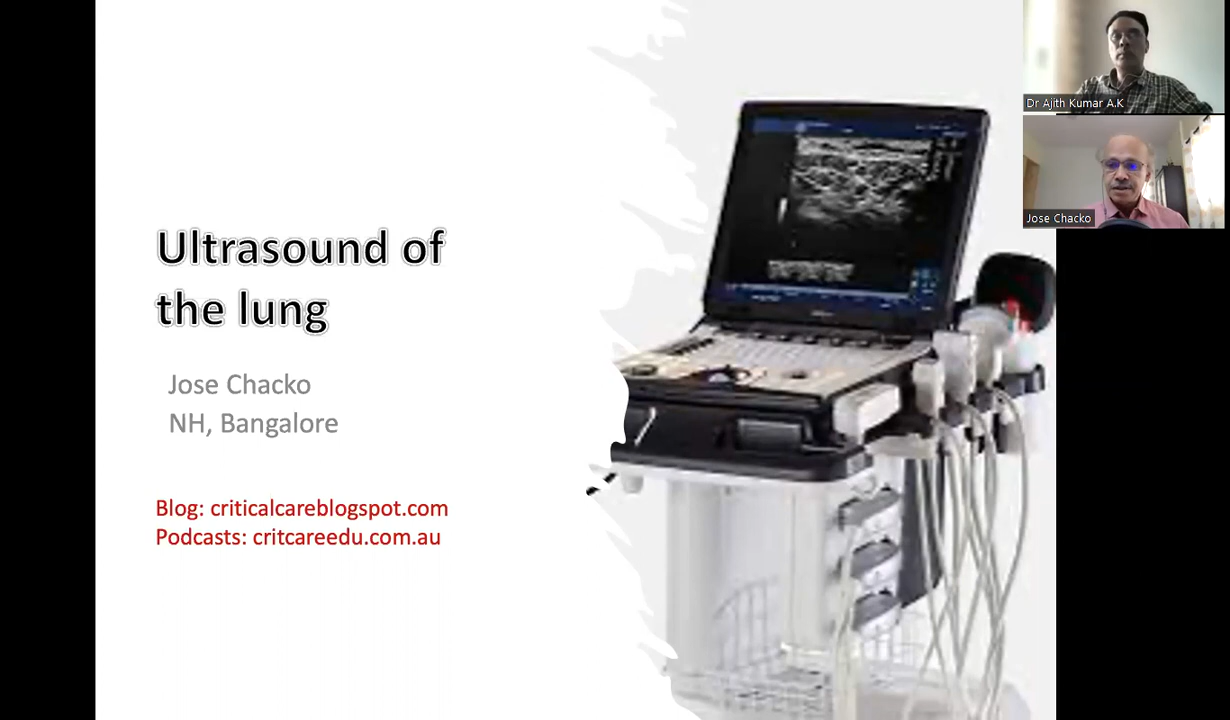 Ultrasound of
the lung
Jose Chacko
NH, Bangalore
Blog: criticalcareblogspot.com
Podcasts: critcareedu.com.au
Dr Ajith Kumar A.K
Jose Chacko